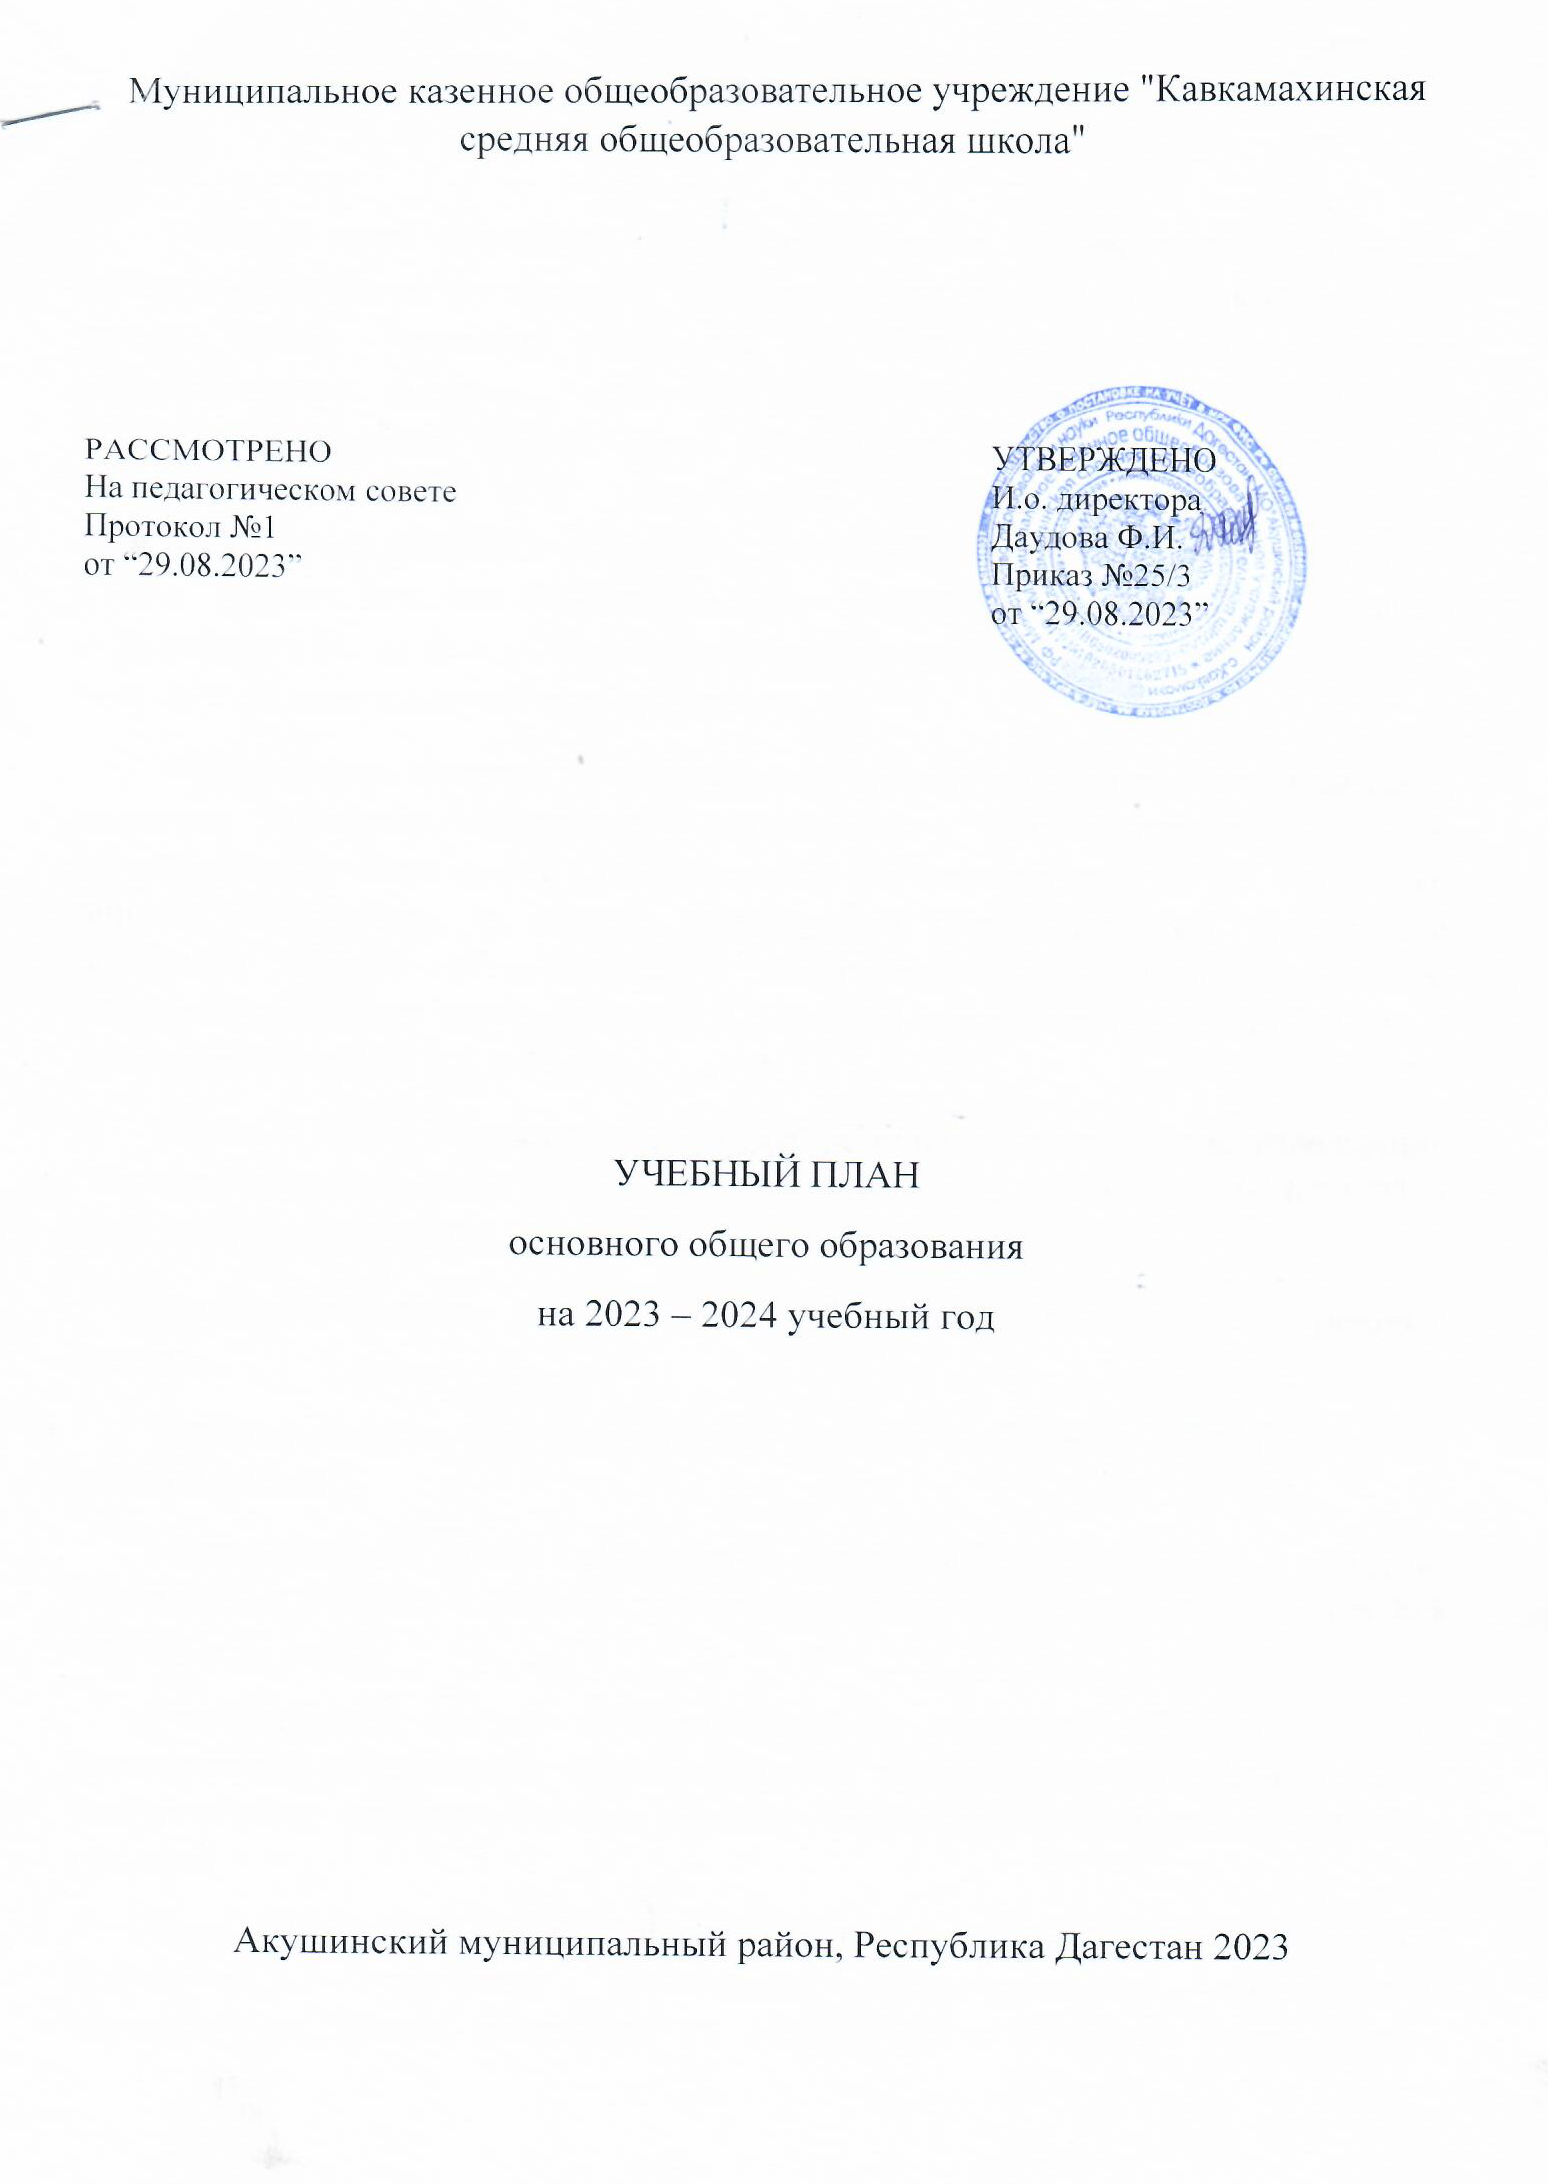 Муниципальное казенное общеобразовательное учреждение "Кавкамахинская
средняя общеобразовательная школа"
РАССМОТРЕНО
На педагогическом совете
Протокол №1
от “29.08.2023”
УТВЕРЖДЕНО
И.о. директора
Даудова Ф.И.
Приказ №25/3
от “29.08.2023”
УЧЕБНЫЙ ПЛАН
основного общего образования
на 2023 – 2024 учебный год
Акушинский муниципальный район, Республика Дагестан 2023